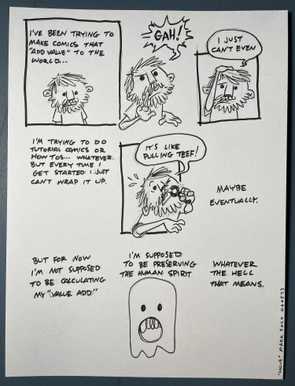 I'VE BEEN TRYING TO
MAKE COMICS THAT
"ADD VALUE" TO THE
WORLD...
GAH!
I JUST
CAN'T EVEN
I'M TRYING TO DO
TUTORIAL COMICS OR
HOW TOS... WHATEVER.
BUT EVERY TIME I
GET STARTED I JUST
CAN'T WRAP IT UP.
IT'S LIKE
PULLING TEEF!
MAYBE
EVENTUALLY.
BUT FOR NOW
I'M NOT SUPPOSED
TO BE CALCULATING
MY "VALUE ADD."
I'M SUPPOSED
TO BE PRESERVING
THE HUMAN SPIRIT
WHATEVER
THE HELL
THAT MEANS.